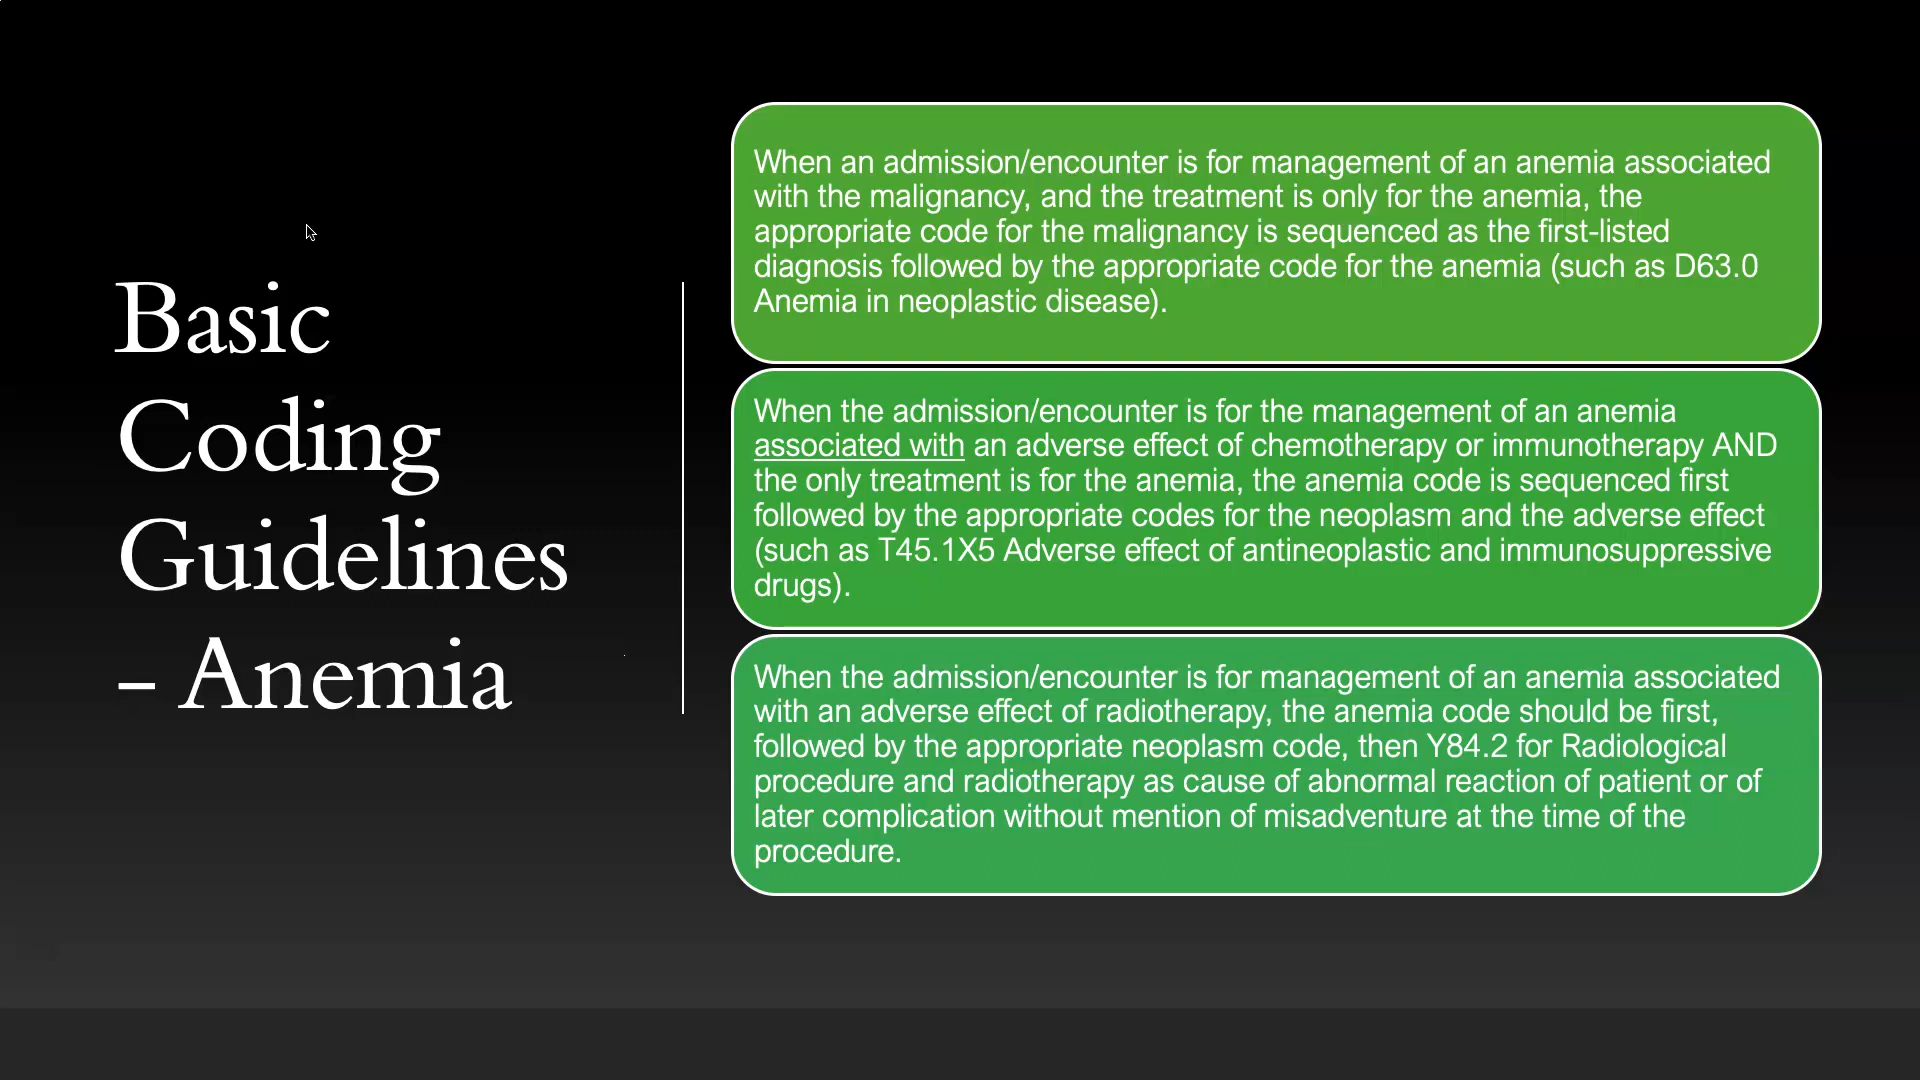 Basic
Coding
Guidelines
– Anemia
When an admission/encounter is for management of an anemia associated
with the malignancy, and the treatment is only for the anemia, the
appropriate code for the malignancy is sequenced as the first-listed
diagnosis followed by the appropriate code for the anemia (such as D63.0
Anemia in neoplastic disease).
When the admission/encounter is for the management of an anemia
associated with an adverse effect of chemotherapy or immunotherapy AND
the only treatment is for the anemia, the anemia code is sequenced first
followed by the appropriate codes for the neoplasm and the adverse effect
(such as T45.1X5 Adverse effect of antineoplastic and immunosuppressive
drugs).
When the admission/encounter is for management of an anemia associated
with an adverse effect of radiotherapy, the anemia code should be first,
followed by the appropriate neoplasm code, then Y84.2 for Radiological
procedure and radiotherapy as cause of abnormal reaction of patient or of
later complication without mention of misadventure at the time of the
procedure.